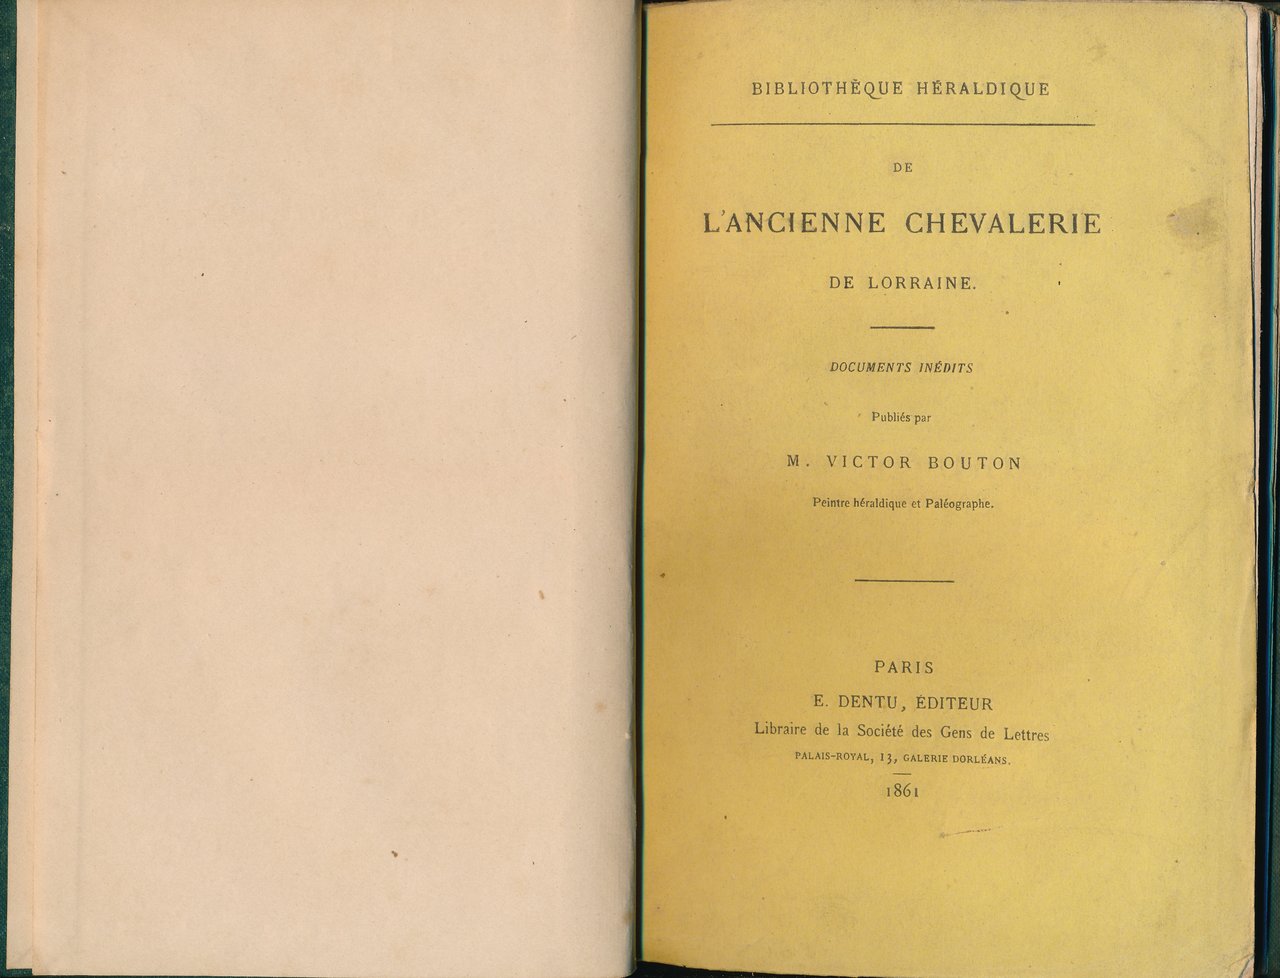 BIBLIOTHÈQUE HÉRALDIQUE
DE
L'ANCIENNE CHEVALERIE
DE LORRAINE.
DOCUMENTS INÉDITS
Publiés par
M. VICTOR BOUTON
Peintre héraldique et Paléographe.
PARIS
E. DENTU, ÉDITEUR
Libraire de la Société des Gens de Lettres
PALAIS-ROYAL, 13, GALERIE DORLÉANS.
1861